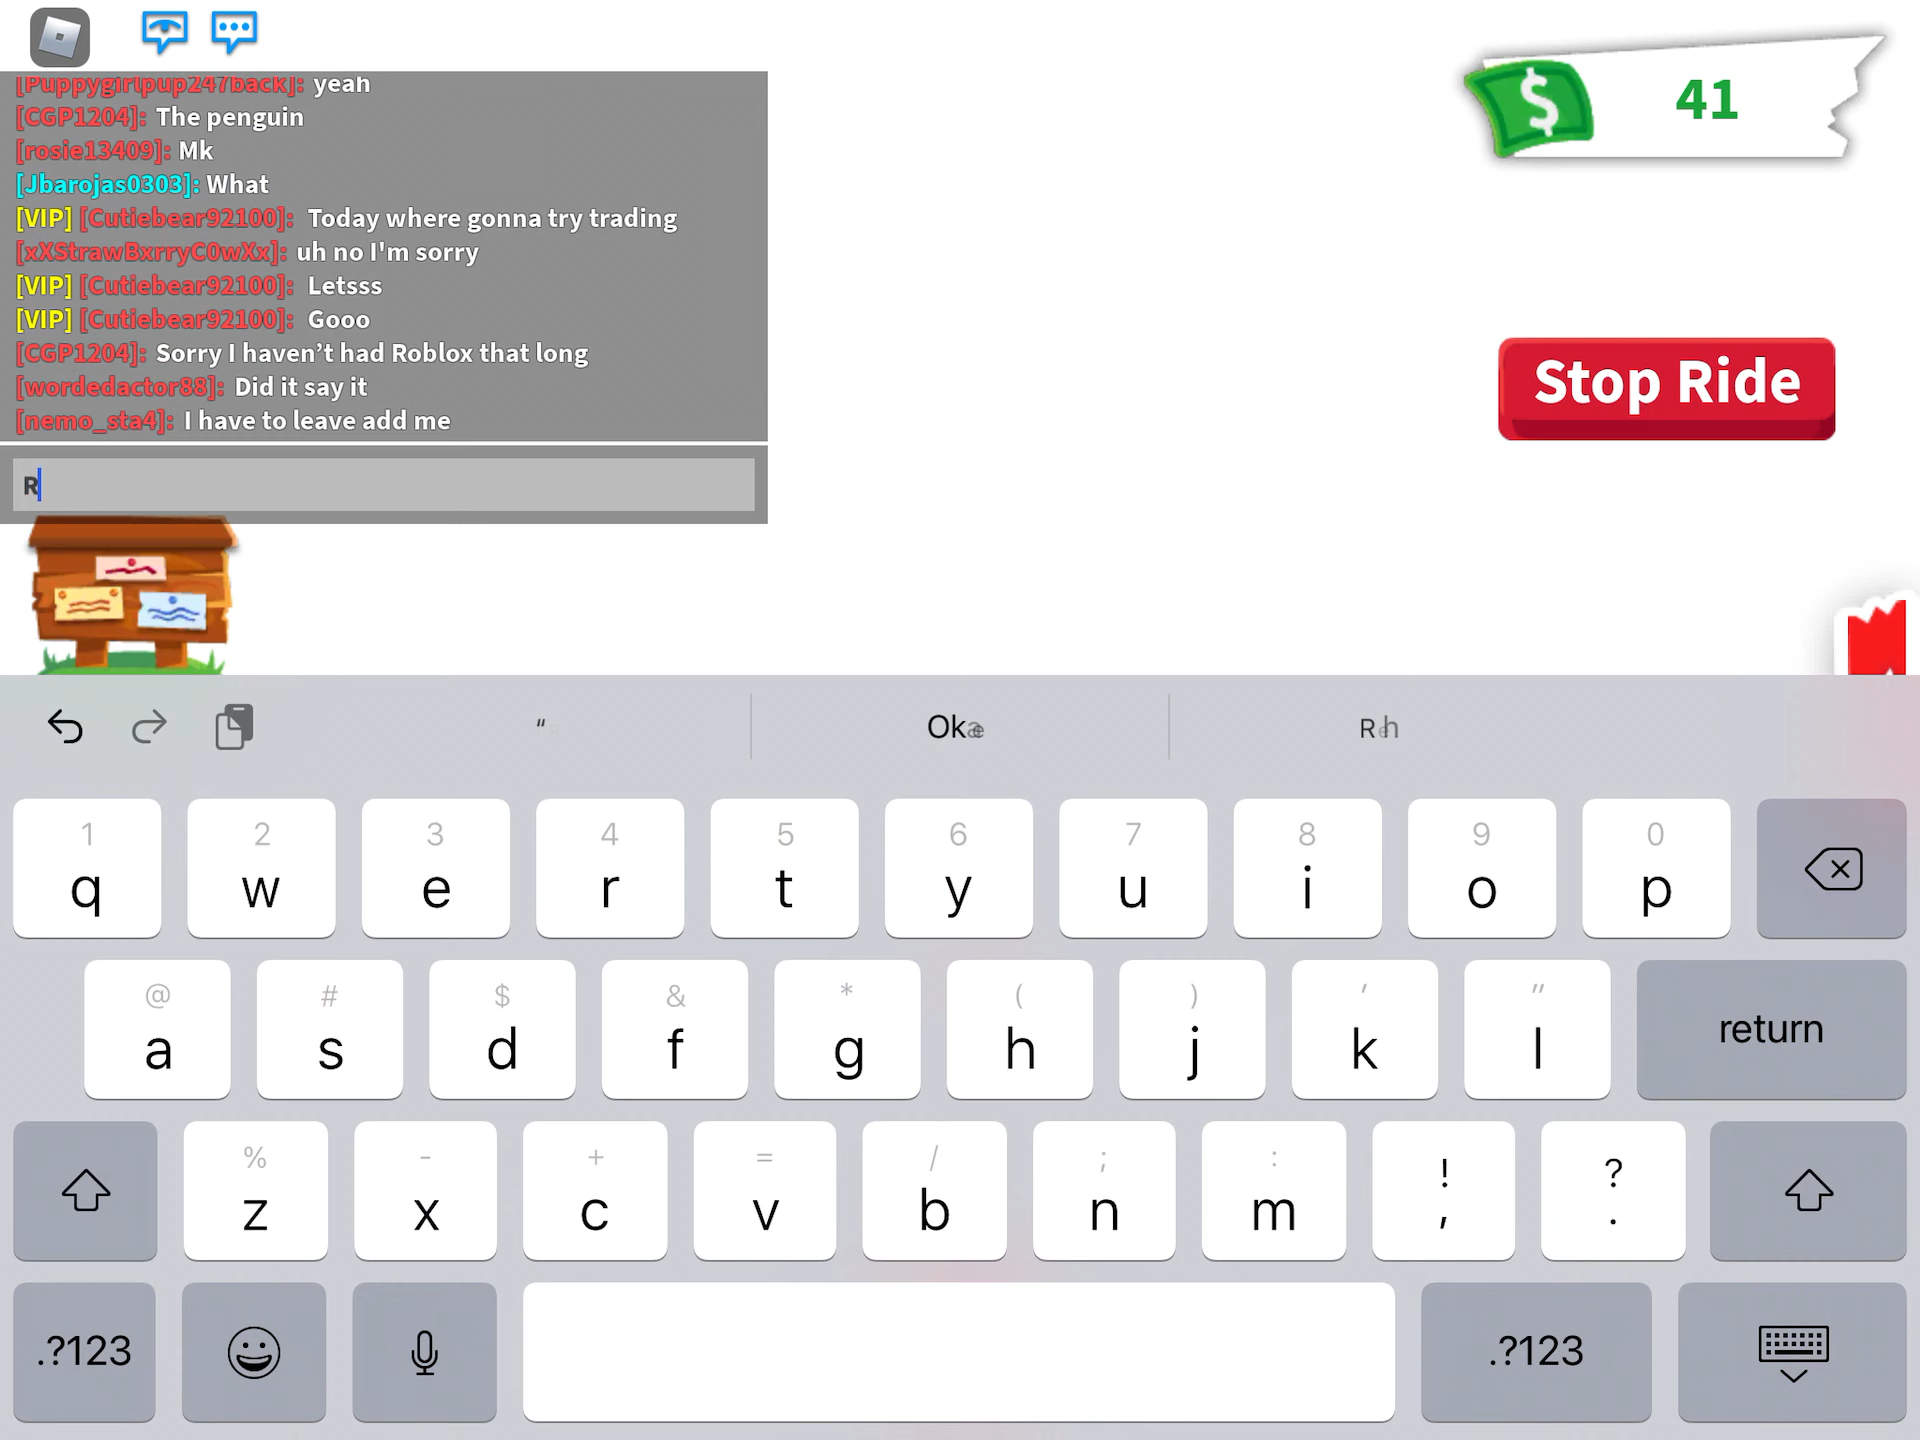 [Puppygirlpup247back]: yeah
[CGP1204]: The penguin
[rosie13409]: Mk
[Jbarojas0303]: What
[VIP] [Cutiebear92100]: Today where gonna try trading
[xXStrawBxrryC0wXx]: uh no I'm sorry
[VIP] [Cutiebear92100]: Letsss
[VIP] [Cutiebear92100]: Gooo
[CGP1204]: Sorry I haven’t had Roblox that long
[wordedactor88]: Did it say it
[nemo_sta4]: I have to leave add me
R
$ 41
Stop Ride
1 2 3 4 5 6 7 8 9 0
q w e r t y u i o p
@ # $ & * ( ) ' "
a s d f g h j k l return
% - + = / ; : ! ?
z x c v b n m , .
.?123 .?123